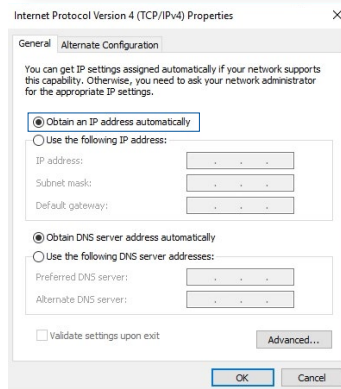 Internet Protocol Version 4 (TCP/IPv4) Properties
General Alternate Configuration
You can get IP settings assigned automatically if your network supports
this capability. Otherwise, you need to ask your network administrator
for the appropriate IP settings.
Obtain an IP address automatically
Use the following IP address:
IP address:
Subnet mask:
Default gateway:
Obtain DNS server address automatically
Use the following DNS server addresses:
Preferred DNS server:
Alternate DNS server:
Validate settings upon exit
Advanced...
OK Cancel